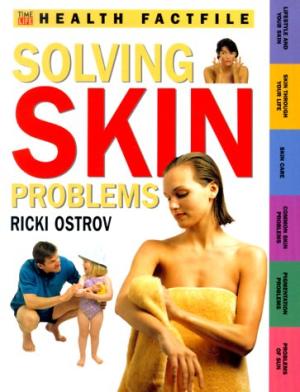 TIME
LIFE
HEALTH FACTFILE
SOLVING
SKIN
PROBLEMS
RICKI OSTROV
LIFESTYLE AND
YOUR SKIN
SKIN THROUGH
YOUR LIFE
SKIN CARE
COMMON SKIN
PROBLEMS
PIGMENTATION
PROBLEMS
PROBLEMS
OF SUN